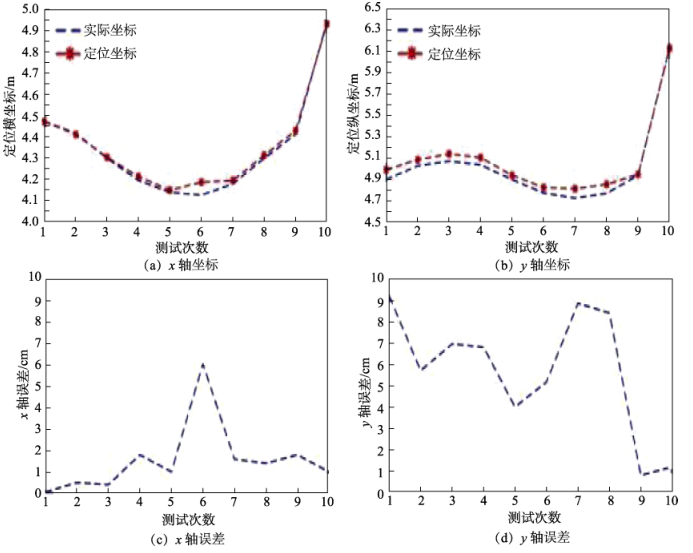 5.0
4.9
4.8
4.7
4.6
4.5
4.4
4.3
4.2
4.1
4.0
定位横坐标/m
实际坐标
定位坐标
1 2 3 4 5 6 7 8 9 10
测试次数
(a) x 轴坐标
6.5
6.3
6.1
5.9
5.7
5.5
5.3
5.1
4.9
4.7
4.5
定位纵坐标/m
实际坐标
定位坐标
1 2 3 4 5 6 7 8 9 10
测试次数
(b) y 轴坐标
10
9
8
7
6
5
4
3
2
1
0
x 轴误差/cm
1 2 3 4 5 6 7 8 9 10
测试次数
(c) x 轴误差
10
9
8
7
6
5
4
3
2
1
0
y 轴误差/cm
1 2 3 4 5 6 7 8 9 10
测试次数
(d) y 轴误差